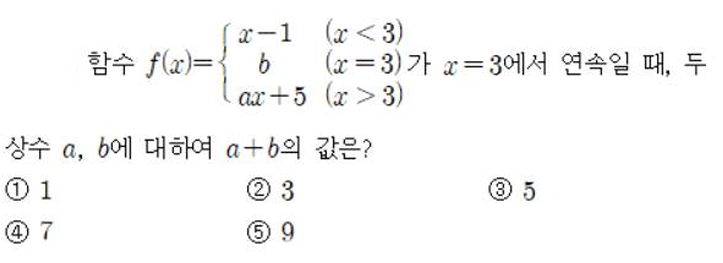 함수 f(x)= { x-1 (x<3)
b (x=3) 가 x=3에서 연속일 때, 두
ax+5 (x>3)
상수 a, b에 대하여 a+b의 값은?
① 1 ② 3 ③ 5
④ 7 ⑤ 9